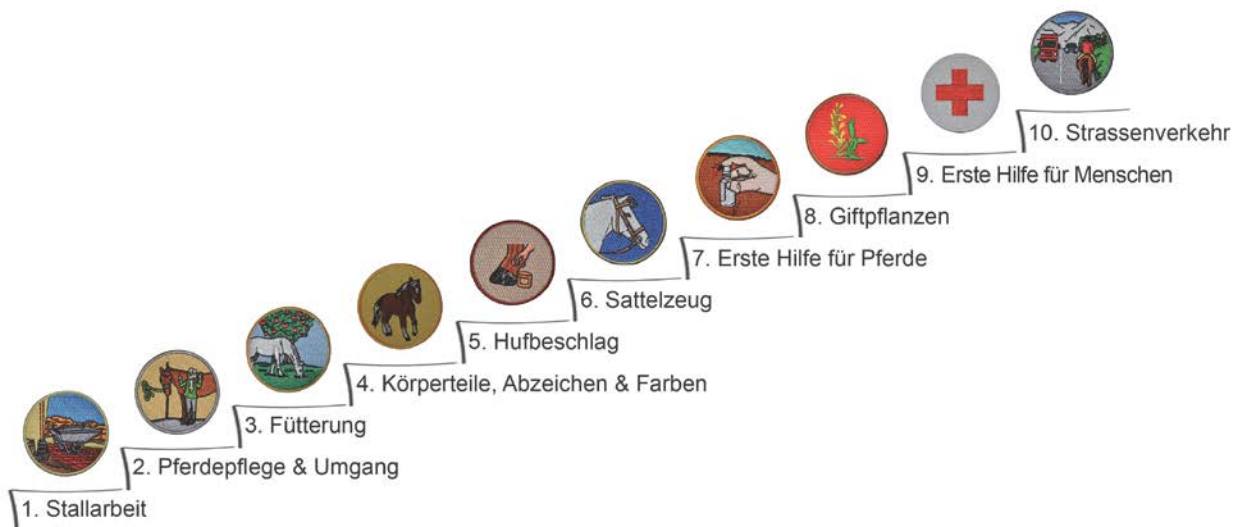 10. Strassenverkehr
9. Erste Hilfe für Menschen
8. Giftpflanzen
7. Erste Hilfe für Pferde
6. Sattelzeug
5. Hufbeschlag
4. Körperteile, Abzeichen & Farben
3. Fütterung
2. Pferdepflege & Umgang
1. Stallarbeit